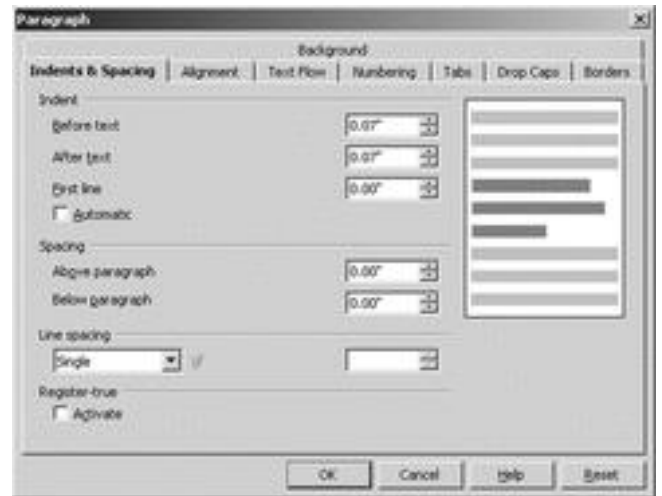 Paragraph
Background
Indents & Spacing Alignment Text Flow Numbering Tabs Drop Caps Borders
Indent
Before text 0.07"
After text 0.07"
First line 0.00"
Automatic
Spacing
Above paragraph 0.00"
Below paragraph 0.00"
Line spacing
Single
Register-true
Activate
OK Cancel Help Reset